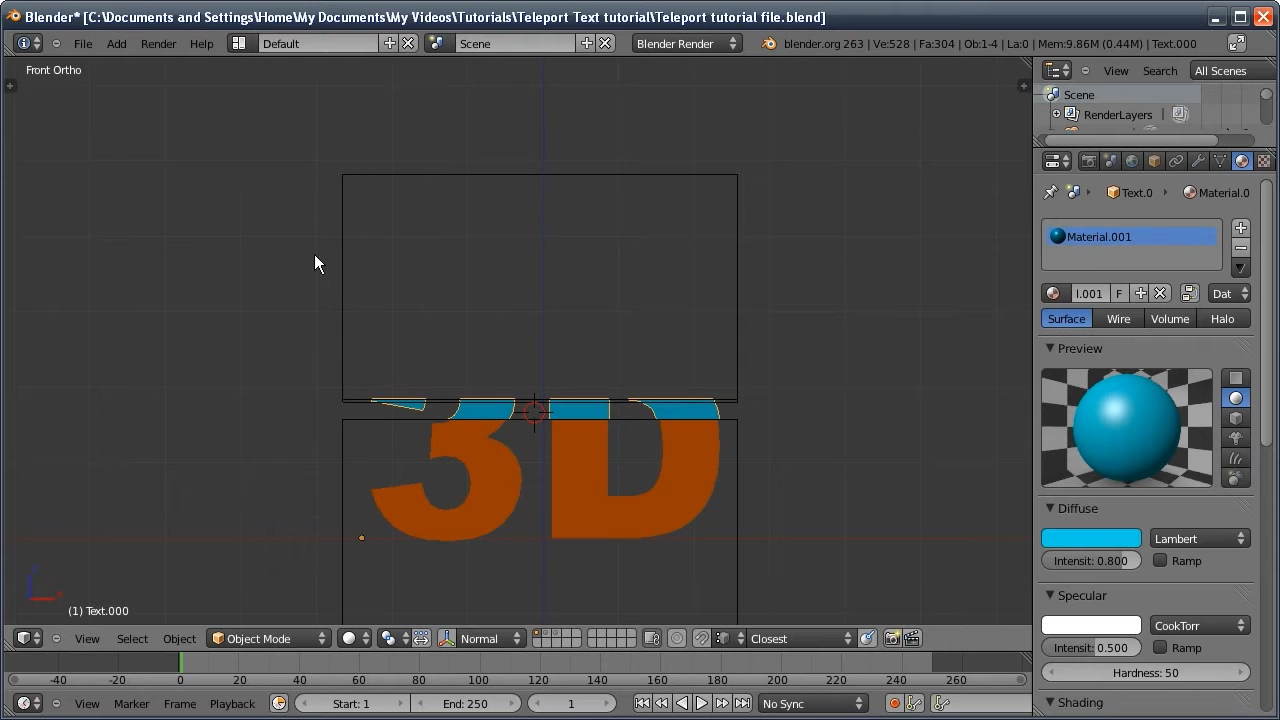 Blender* [C:\Documents and Settings\Home\My Documents\My Videos\Tutorials\Teleport Text tutorial\Teleport tutorial file.blend]
File Add Render Help Default Scene Blender Render blender.org 263 | Ve:528 | Fa:304 | Ob:1-4 | La:0 | Mem:9.86M (0.44M) | Text.000
Front Ortho
View Search All Scenes
Scene
RenderLayers |
Text.0 Material.0
Material.001
I.001 F Dat
Surface Wire Volume Halo
Preview
3D
Diffuse
Lambert
Intensit: 0.800 Ramp
Specular
CookTorr
Intensit: 0.500 Ramp
Hardness: 50
Shading
(1) Text.000
View Select Object Object Mode Normal Closest
-40 -20 0 20 40 60 80 100 120 140 160 180 200 220 240 260
View Marker Frame Playback Start: 1 End: 250 1 No Sync